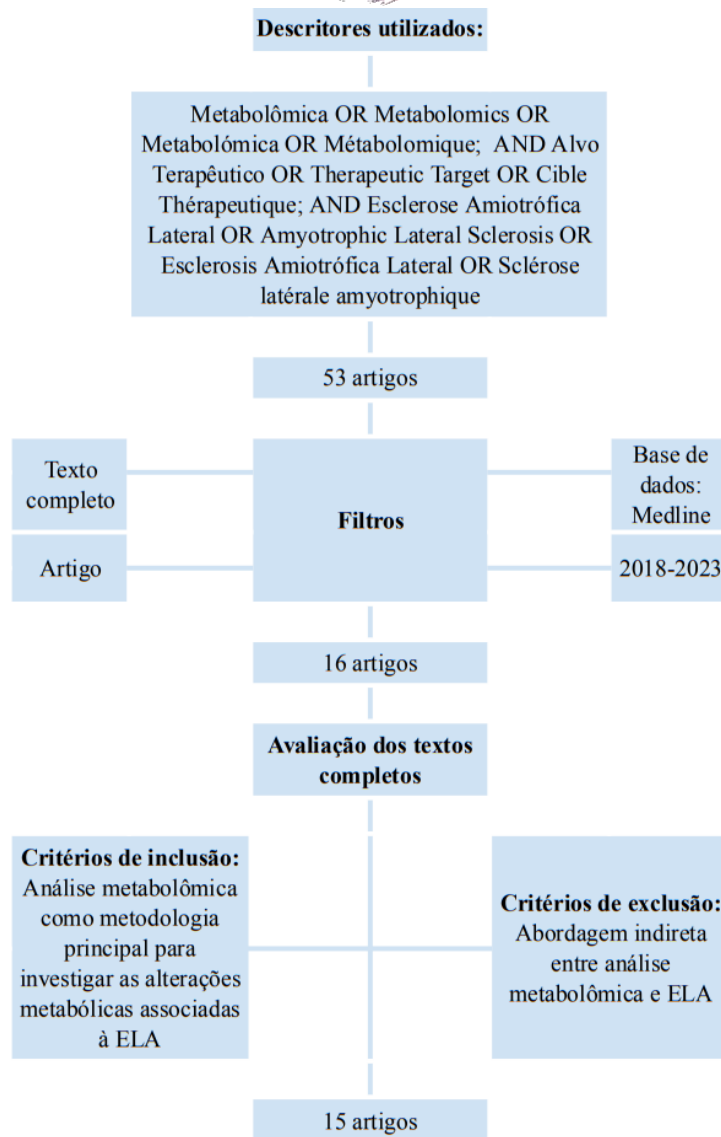 Descritores utilizados:
Metabolômica OR Metabolomics OR
Metabolómica OR Métabolomique; AND Alvo
Terapêutico OR Therapeutic Target OR Cible
Thérapeutique; AND Esclerose Amiotrófica
Lateral OR Amyotrophic Lateral Sclerosis OR
Esclerosis Amiotrófica Lateral OR Sclérose
latérale amyotrophique
53 artigos
Texto
completo
Filtros
Base de
dados:
Medline
Artigo
2018-2023
16 artigos
Avaliação dos textos
completos
Critérios de inclusão:
Análise metabolômica
como metodologia
principal para
investigar as alterações
metabólicas associadas
à ELA
Critérios de exclusão:
Abordagem indireta
entre análise
metabolômica e ELA
15 artigos